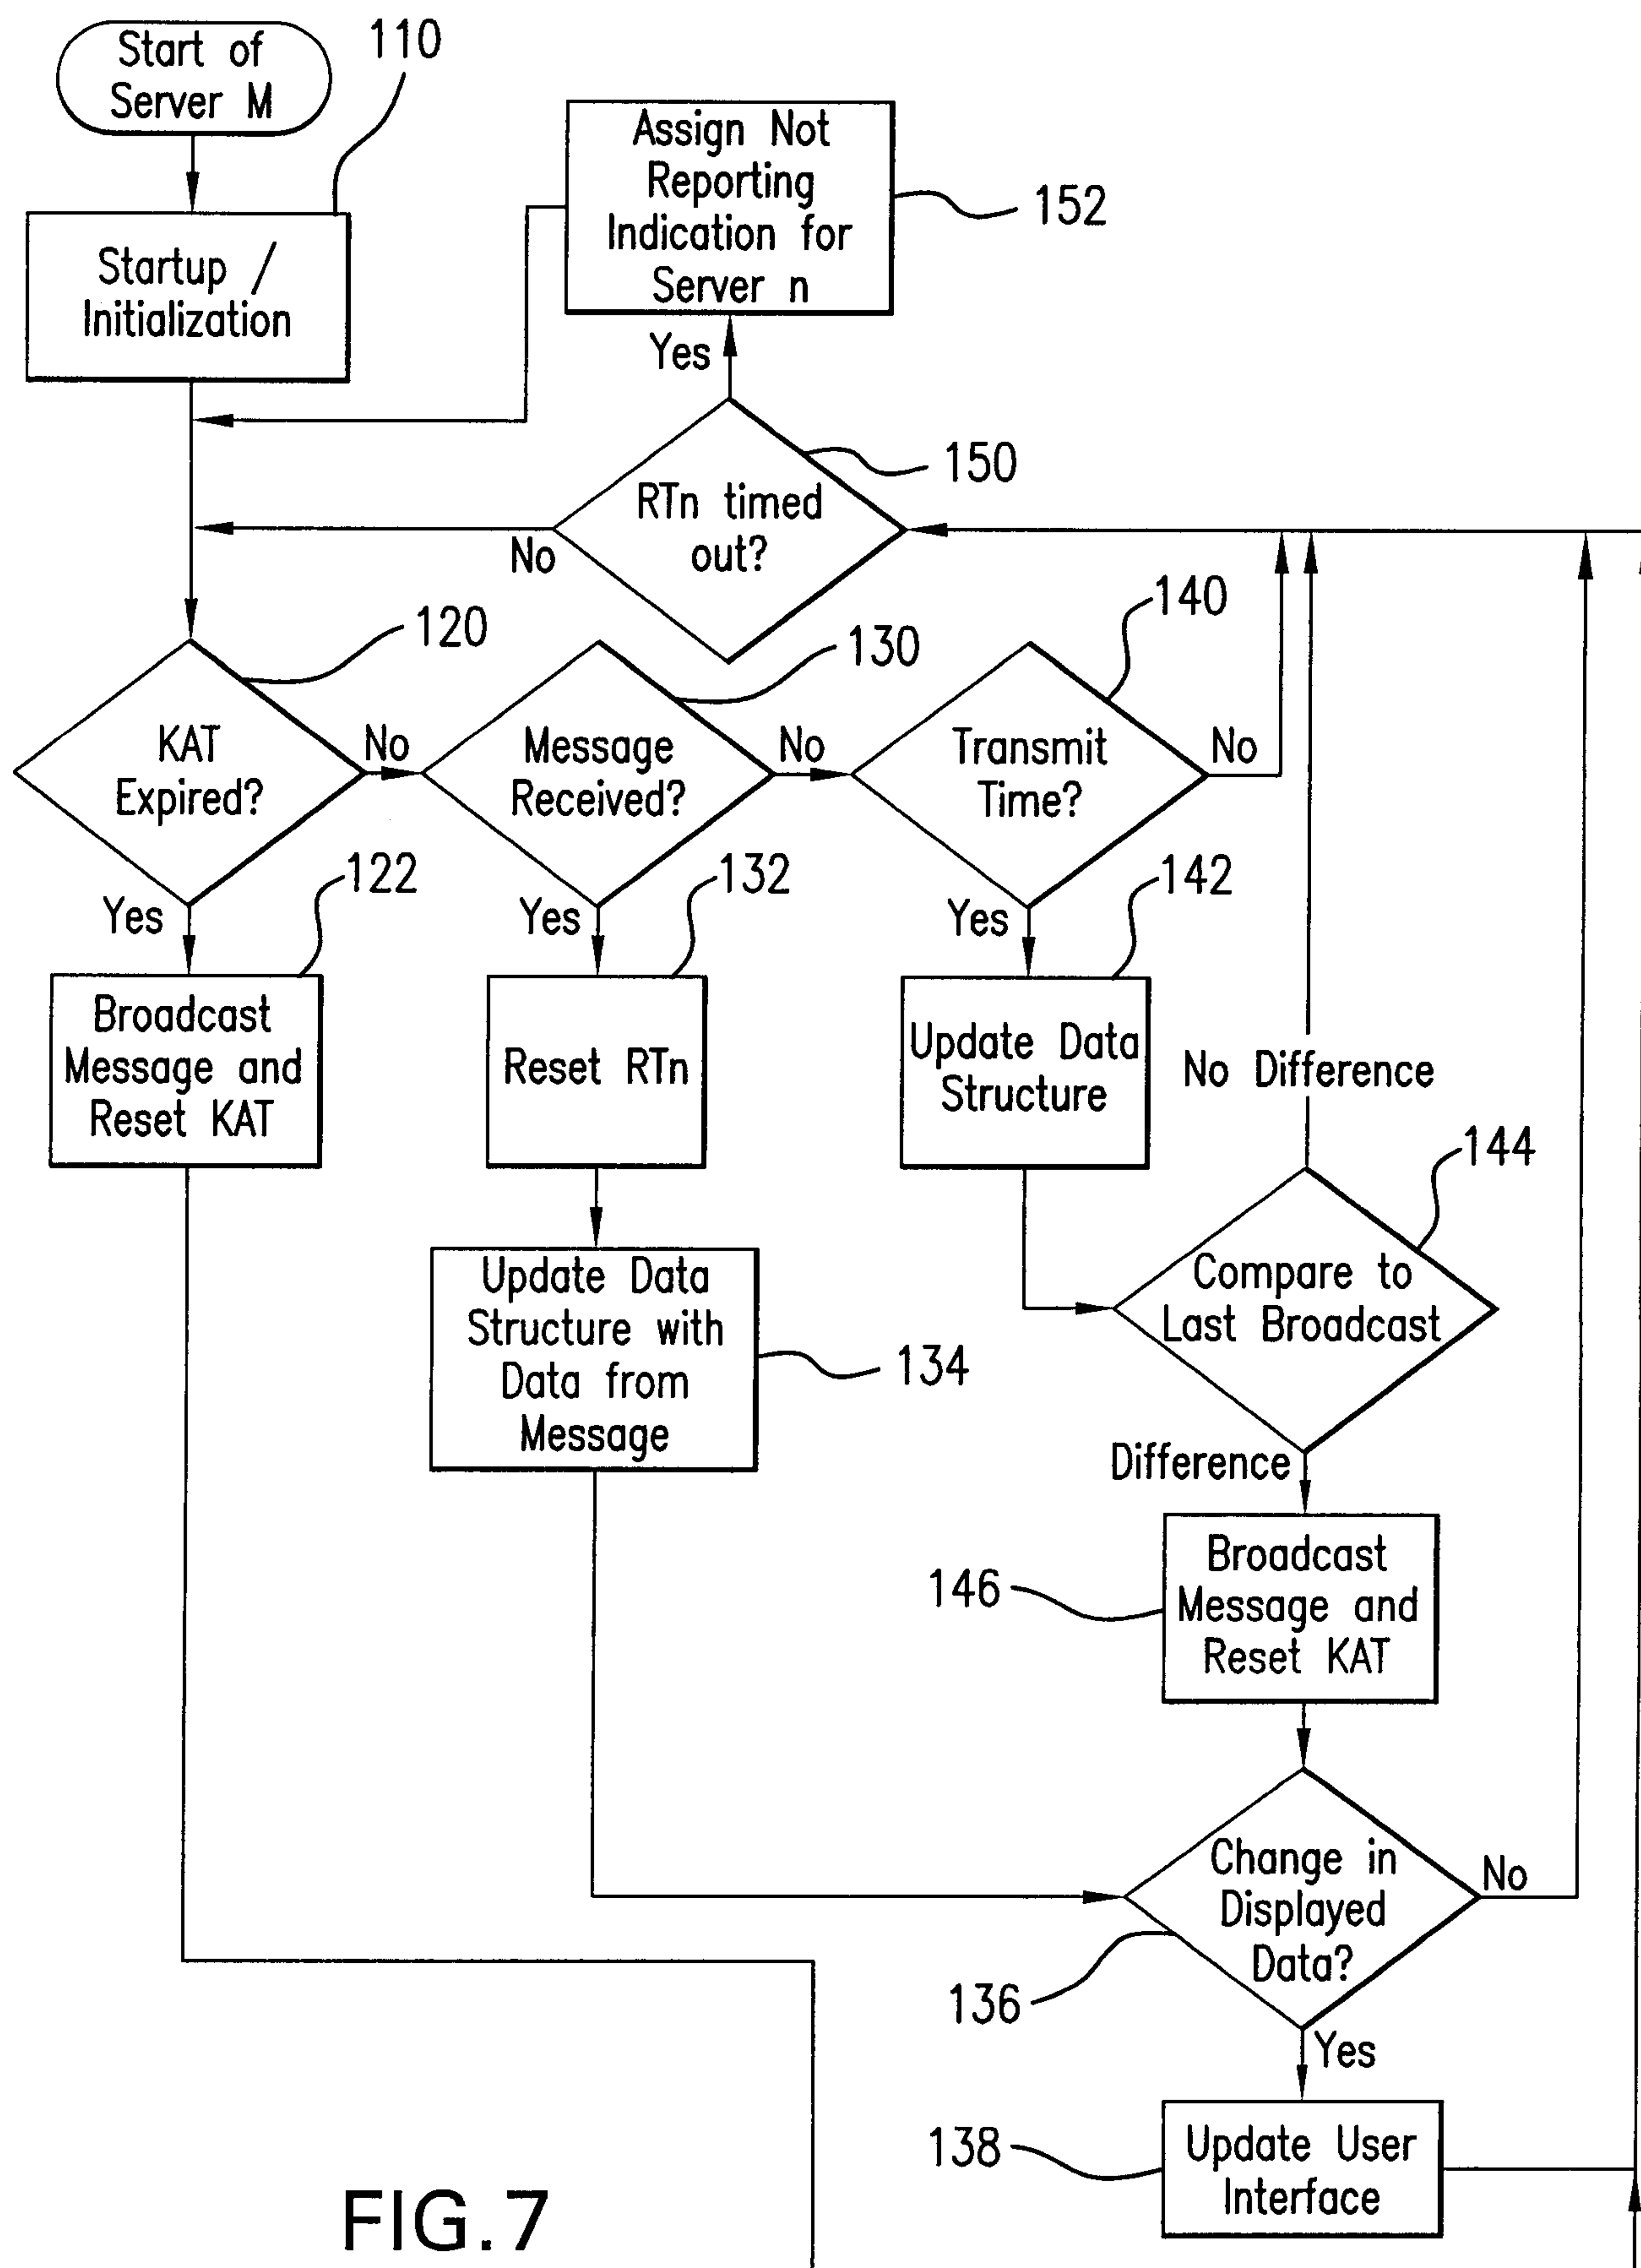 Start of
Server M
110
Startup /
Initialization
Assign Not
Reporting
Indication for
Server n
152
Yes
150
RTn timed
out?
No
120
KAT
Expired?
No
130
Message
Received?
No
140
Transmit
Time?
No
Yes
122
Broadcast
Message and
Reset KAT
Yes
132
Reset RTn
Update Data
Structure with
Data from
Message
134
Yes
142
Update Data
Structure
No Difference
144
Compare to
Last Broadcast
Difference
146
Broadcast
Message and
Reset KAT
Change in
Displayed
Data?
No
136
Yes
138
Update User
Interface
FIG.7